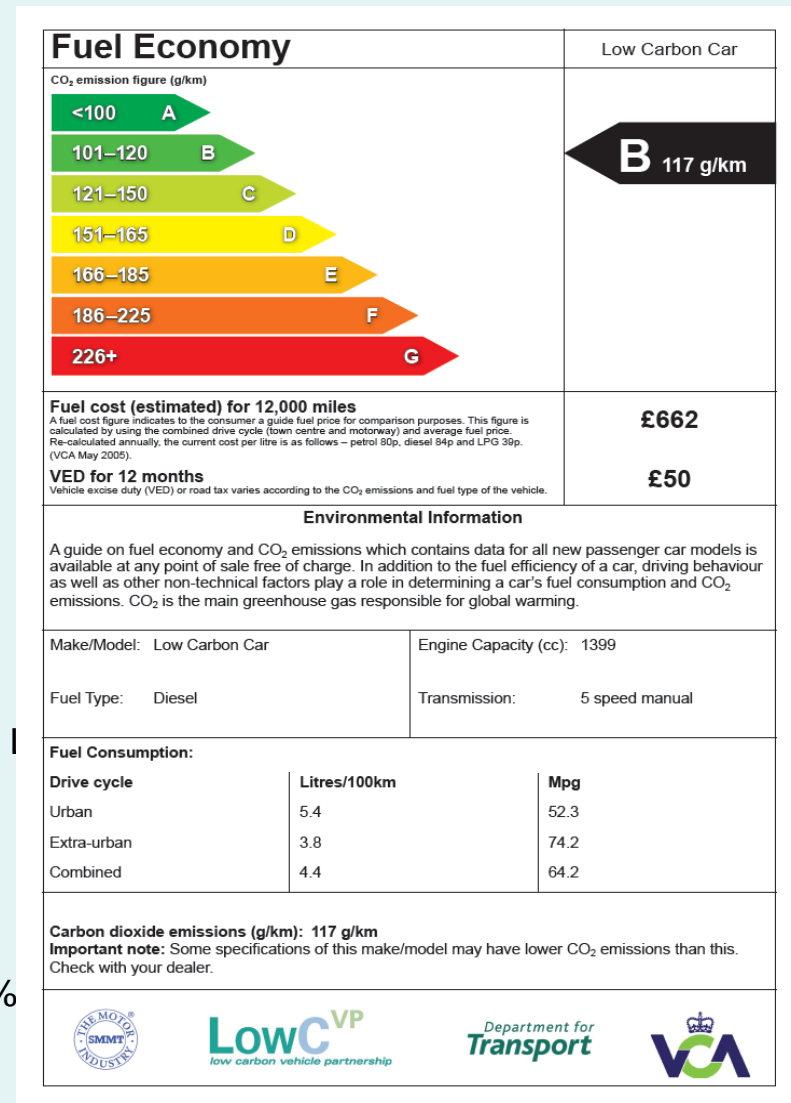 Fuel Economy
Low Carbon Car
CO₂ emission figure (g/km)
<100 A
101–120 B
B 117 g/km
121–150 C
151–165 D
166–185 E
186–225 F
226+ G
Fuel cost (estimated) for 12,000 miles
A fuel cost figure indicates to the consumer a guide fuel price for comparison purposes. This figure is
calculated by using the combined drive cycle (town centre and motorway) and average fuel price.
Re-calculated annually, the current cost per litre is as follows – petrol 80p, diesel 84p and LPG 39p.
(VCA May 2005).
£662
VED for 12 months
Vehicle excise duty (VED) or road tax varies according to the CO₂ emissions and fuel type of the vehicle.
£50
Environmental Information
A guide on fuel economy and CO₂ emissions which contains data for all new passenger car models is
available at any point of sale free of charge. In addition to the fuel efficiency of a car, driving behaviour
as well as other non-technical factors play a role in determining a car's fuel consumption and CO₂
emissions. CO₂ is the main greenhouse gas responsible for global warming.
Make/Model: Low Carbon Car
Engine Capacity (cc): 1399
Fuel Type: Diesel
Transmission: 5 speed manual
Fuel Consumption:
Drive cycle Litres/100km Mpg
Urban 5.4 52.3
Extra-urban 3.8 74.2
Combined 4.4 64.2
Carbon dioxide emissions (g/km): 117 g/km
Important note: Some specifications of this make/model may have lower CO₂ emissions than this.
Check with your dealer.
%
THE MOTOR INDUSTRY
SMMT
®
LowCVP
low carbon vehicle partnership
Department for
Transport
VCA